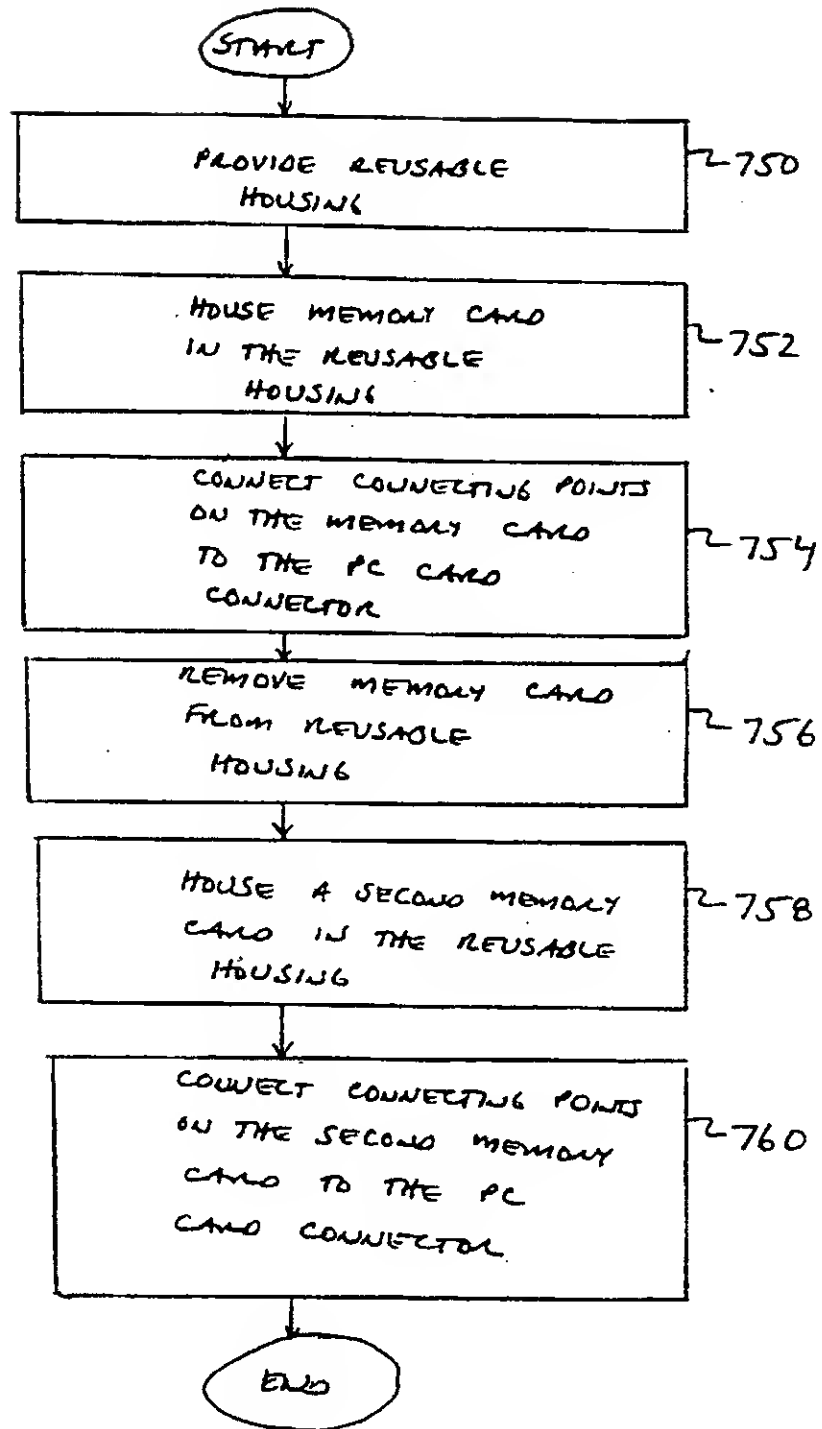 START
PROVIDE REUSABLE
HOUSING
750
HOUSE MEMORY CARD
IN THE REUSABLE
HOUSING
752
CONNECT CONNECTING POINTS
ON THE MEMORY CARD
TO THE PC CARD
CONNECTOR
754
REMOVE MEMORY CARD
FROM REUSABLE
HOUSING
756
HOUSE A SECOND MEMORY
CARD IN THE REUSABLE
HOUSING
758
CONNECT CONNECTING POINTS
ON THE SECOND MEMORY
CARD TO THE PC
CARD CONNECTOR
760
END